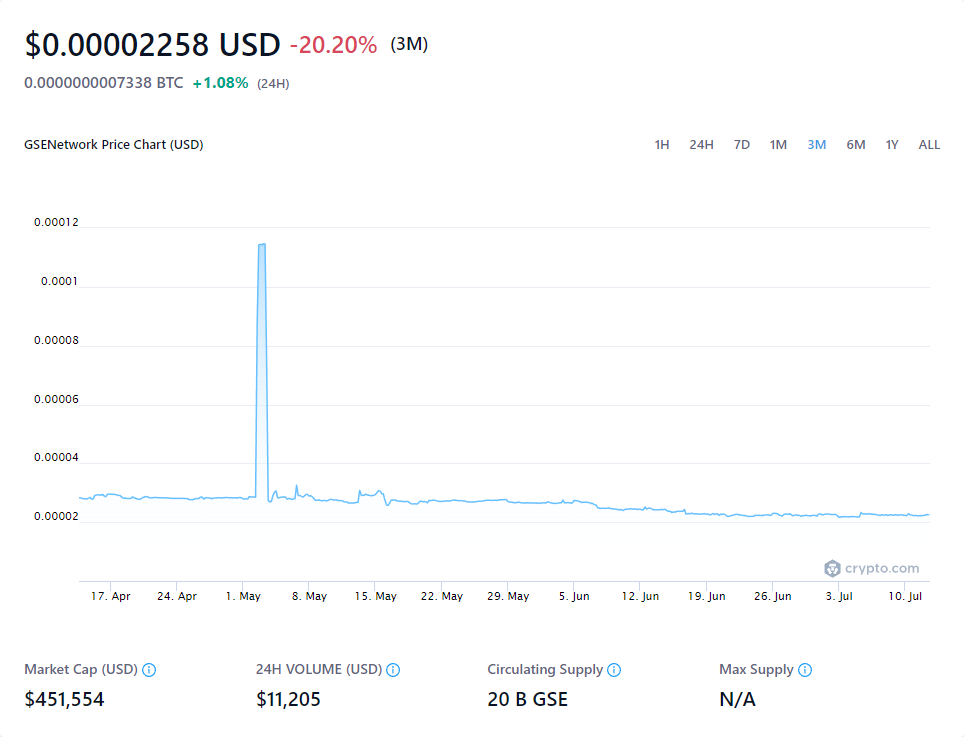 $0.00002258 USD -20.20% (3M)
0.0000000007338 BTC +1.08% (24H)
GSENetwork Price Chart (USD) 1H 24H 7D 1M 3M 6M 1Y ALL
0.00012
0.0001
0.00008
0.00006
0.00004
0.00002
crypto.com
17. Apr 24. Apr 1. May 8. May 15. May 22. May 29. May 5. Jun 12. Jun 19. Jun 26. Jun 3. Jul 10. Jul
Market Cap (USD) 24H VOLUME (USD) Circulating Supply Max Supply
$451,554 $11,205 20 B GSE N/A